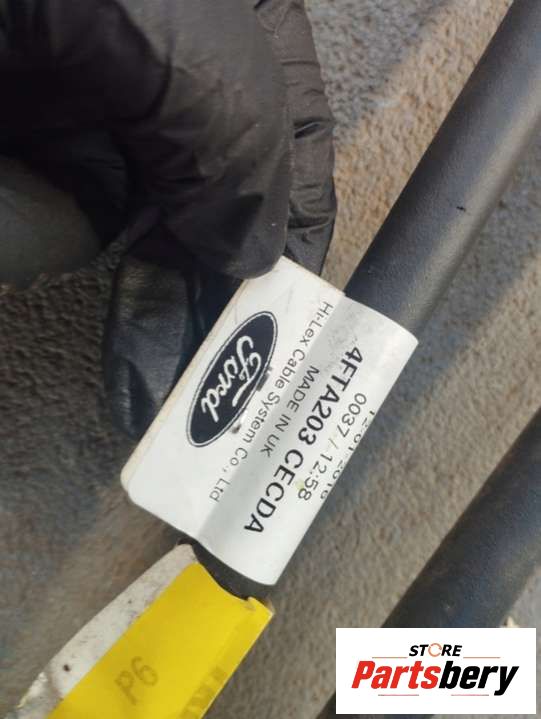 Ford
Hi-Lex Cable System Co., Ltd
MADE IN UK
4FTA203 CECDA
0037 / 12:58
P6
STORE
Partsbery